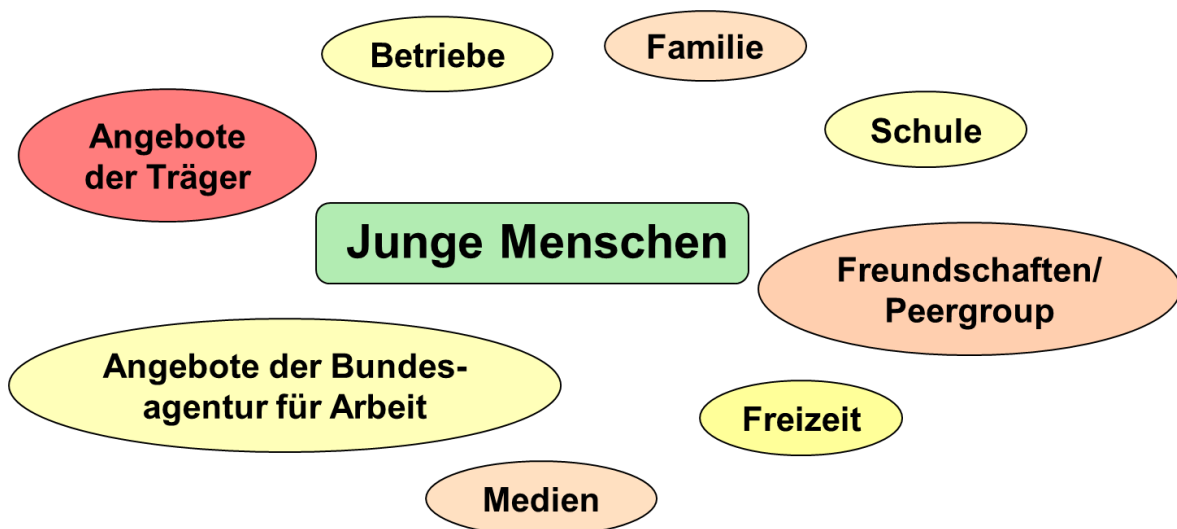 Betriebe
Familie
Angebote
der Träger
Schule
Junge Menschen
Freundschaften/
Peergroup
Angebote der Bundes-
agentur für Arbeit
Freizeit
Medien